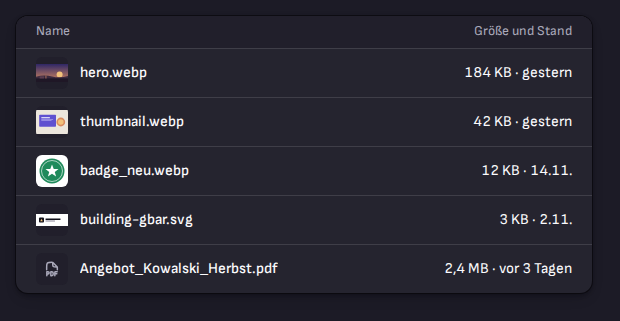 Name Größe und Stand
hero.webp 184 KB · gestern
thumbnail.webp 42 KB · gestern
badge_neu.webp 12 KB · 14.11.
building-gbar.svg 3 KB · 2.11.
PDF Angebot_Kowalski_Herbst.pdf 2,4 MB · vor 3 Tagen